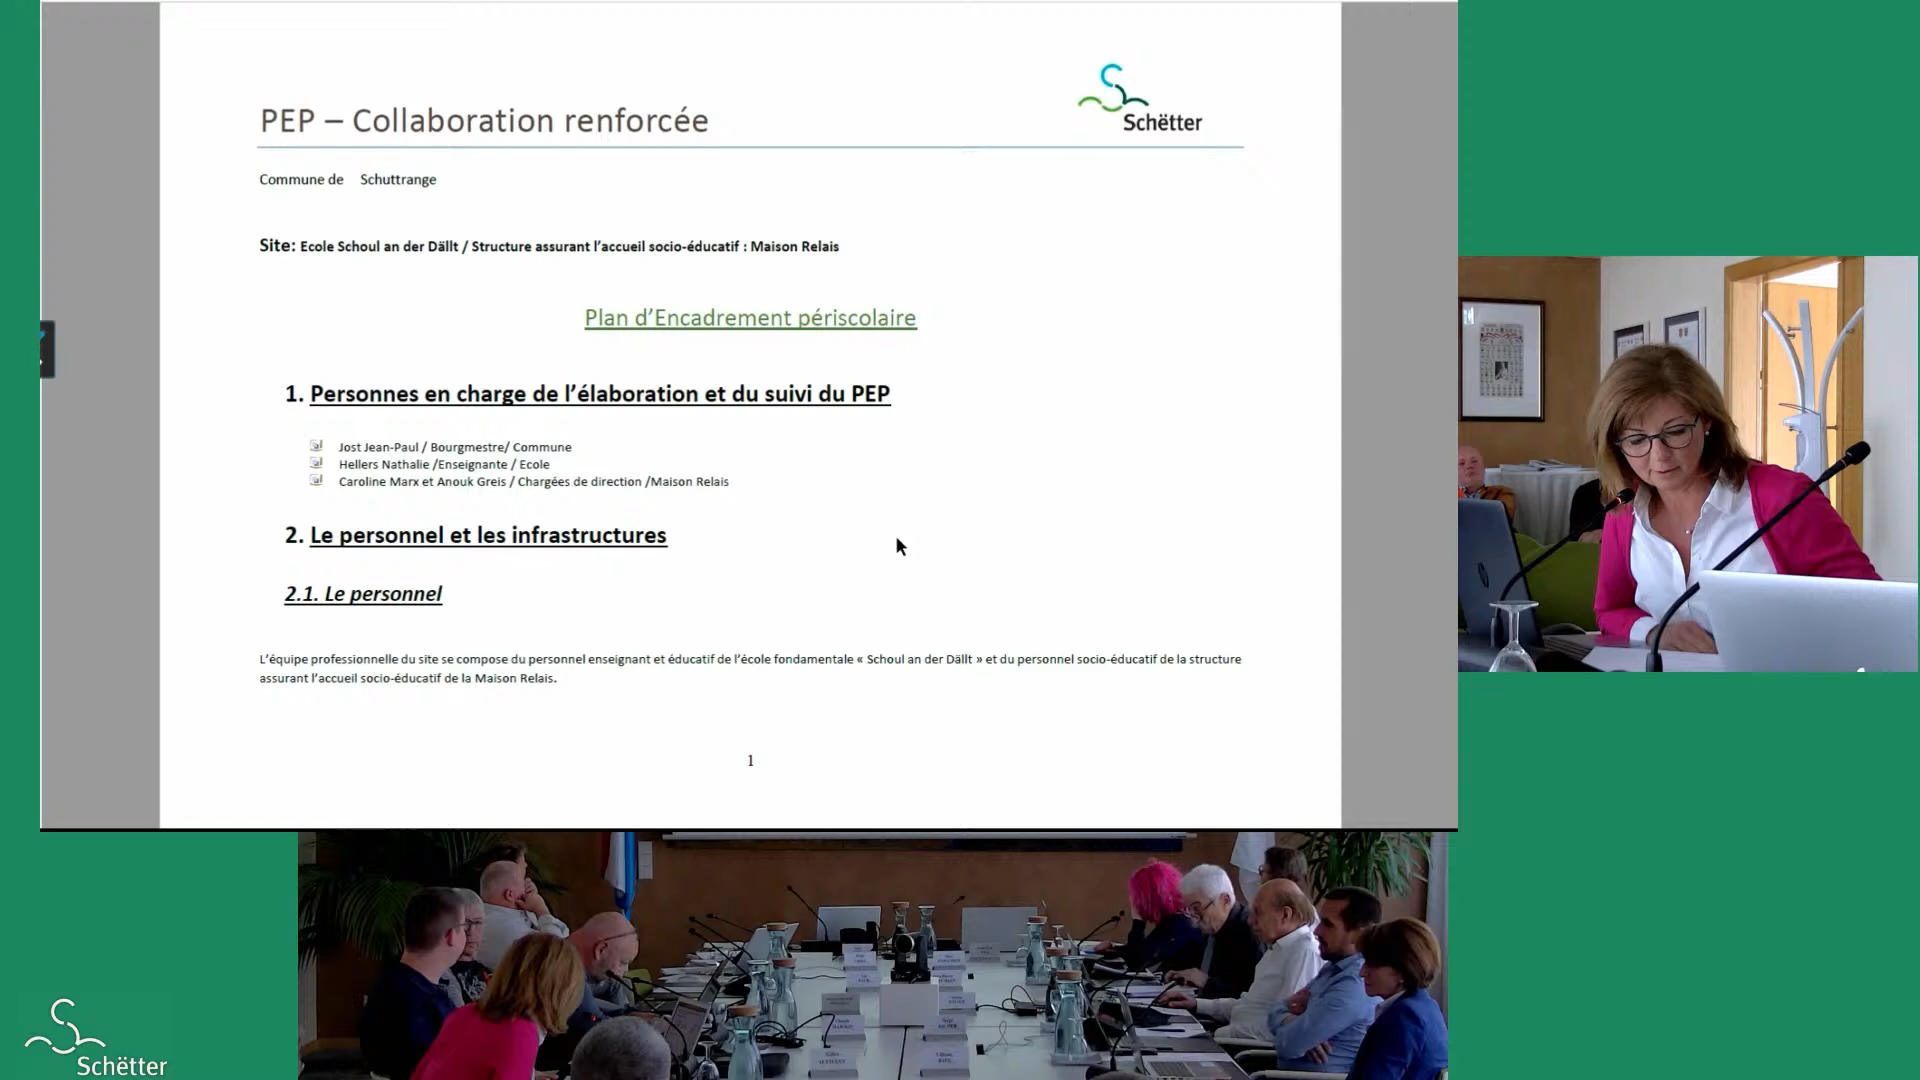 Schëtter
PEP – Collaboration renforcée
Commune de Schuttrange
Site: Ecole Schoul an der Dällt / Structure assurant l’accueil socio-éducatif : Maison Relais
Plan d’Encadrement périscolaire
1. Personnes en charge de l’élaboration et du suivi du PEP
Jost Jean-Paul / Bourgmestre/ Commune
Hellers Nathalie /Enseignante / Ecole
Caroline Marx et Anouk Greis / Chargées de direction /Maison Relais
2. Le personnel et les infrastructures
2.1. Le personnel
L’équipe professionnelle du site se compose du personnel enseignant et éducatif de l’école fondamentale « Schoul an der Dällt » et du personnel socio-éducatif de la structure
assurant l’accueil socio-éducatif de la Maison Relais.
1
Schëtter